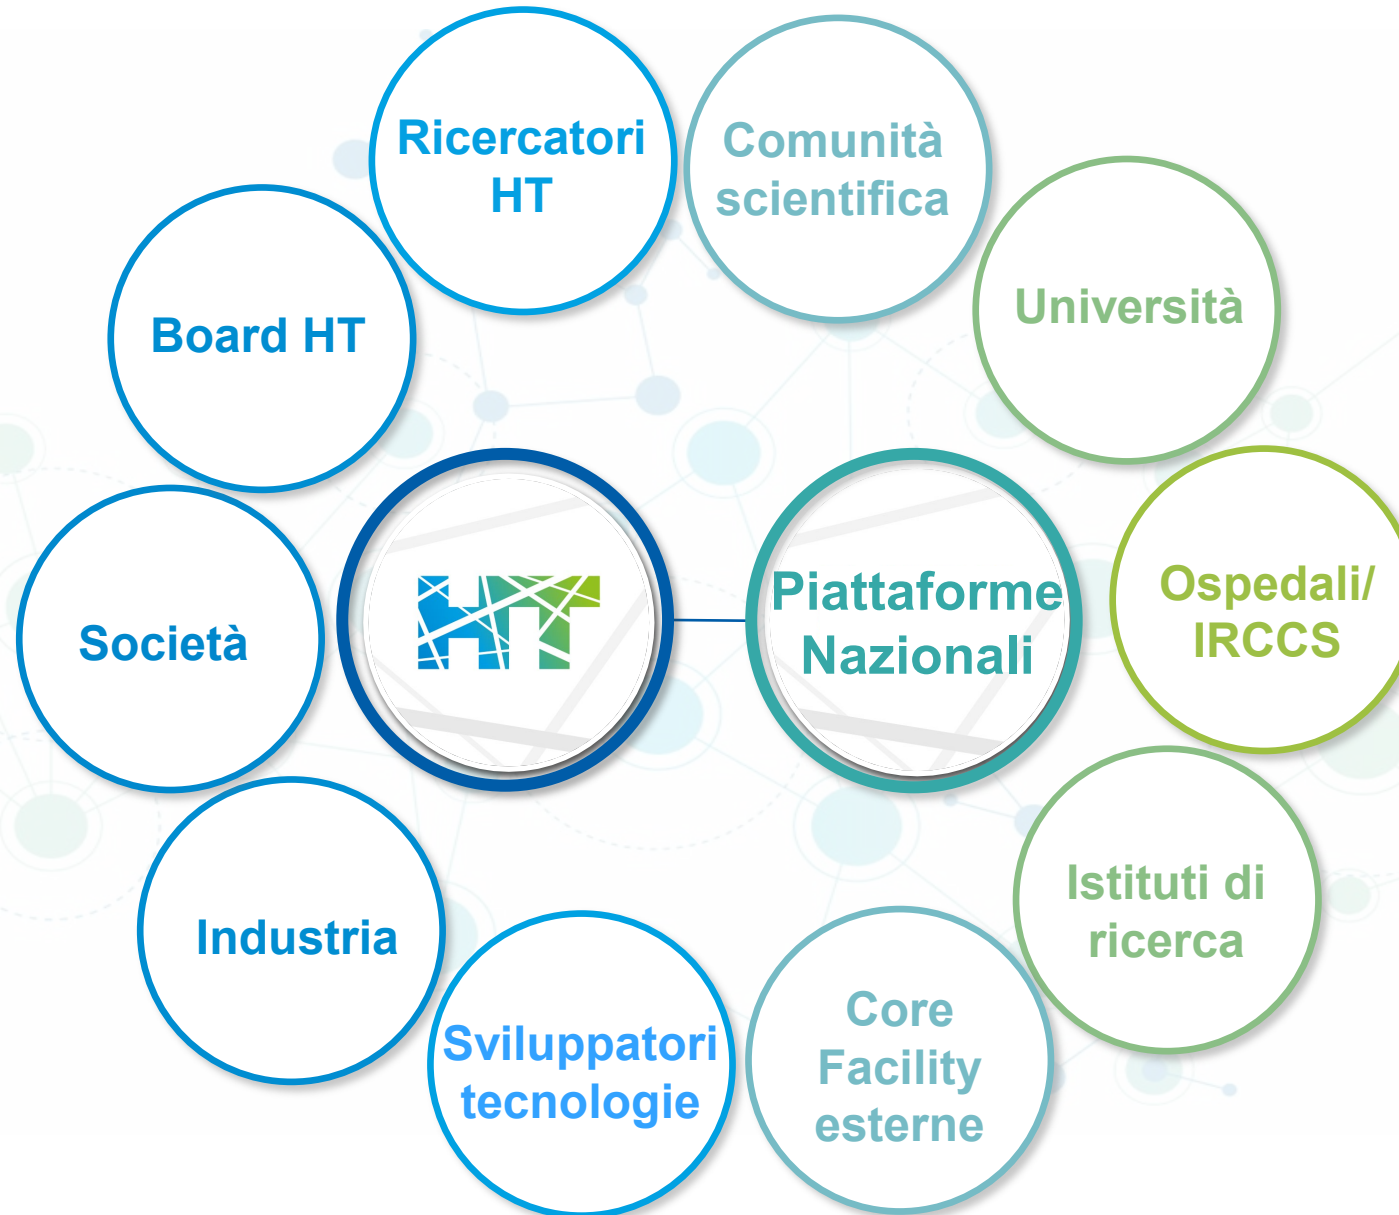 Ricercatori
HT
Comunità
scientifica
Università
Board HT
HT
Piattaforme
Nazionali
Ospedali/
IRCCS
Società
Istituti di
ricerca
Industria
Sviluppatori
tecnologie
Core
Facility
esterne